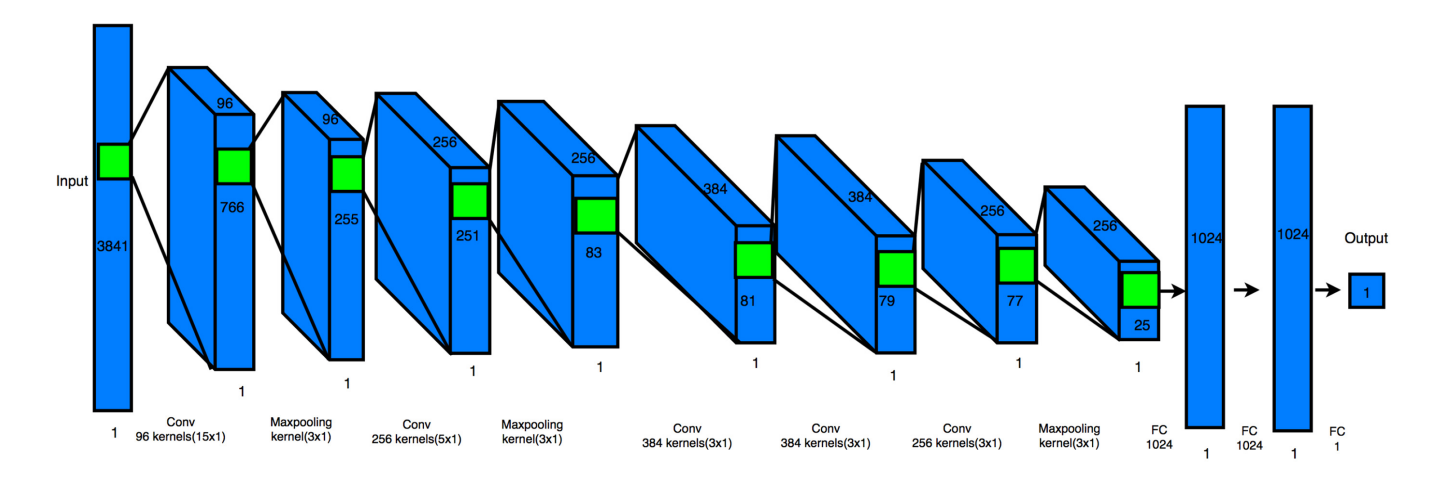 Input
3841
1
Conv
96 kernels(15x1)
96
766
1
Maxpooling
kernel(3x1)
96
255
1
Conv
256 kernels(5x1)
256
251
1
Maxpooling
kernel(3x1)
256
83
1
Conv
384 kernels(3x1)
384
81
1
Conv
384 kernels(3x1)
384
79
1
Conv
256 kernels(3x1)
256
77
1
Maxpooling
kernel(3x1)
256
25
1
FC
1024
1024
1
FC
1024
1024
1
FC
1
Output
1